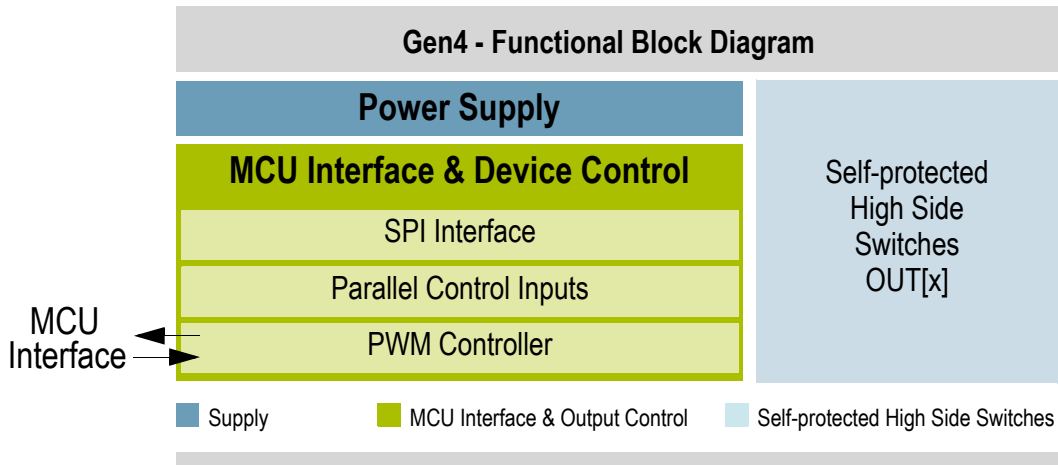 Gen4 - Functional Block Diagram
Power Supply
MCU Interface & Device Control
SPI Interface
Parallel Control Inputs
PWM Controller
Self-protected
High Side
Switches
OUT[x]
MCU
Interface
Supply
MCU Interface & Output Control
Self-protected High Side Switches